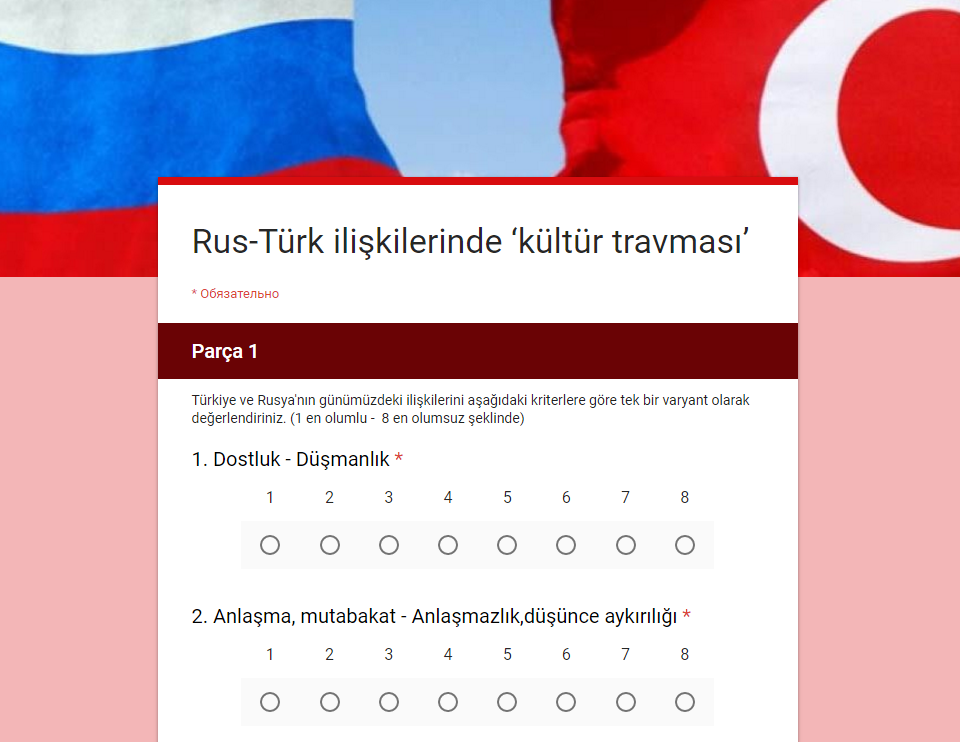 Rus-Türk ilişkilerinde ‘kültür travması’
* Обязательно
Parça 1
Türkiye ve Rusya'nın günümüzdeki ilişkilerini aşağıdaki kriterlere göre tek bir varyant olarak
değerlendiriniz. (1 en olumlu -  8 en olumsuz şeklinde)
1. Dostluk - Düşmanlık *
1 2 3 4 5 6 7 8
2. Anlaşma, mutabakat - Anlaşmazlık,düşünce aykırılığı *
1 2 3 4 5 6 7 8